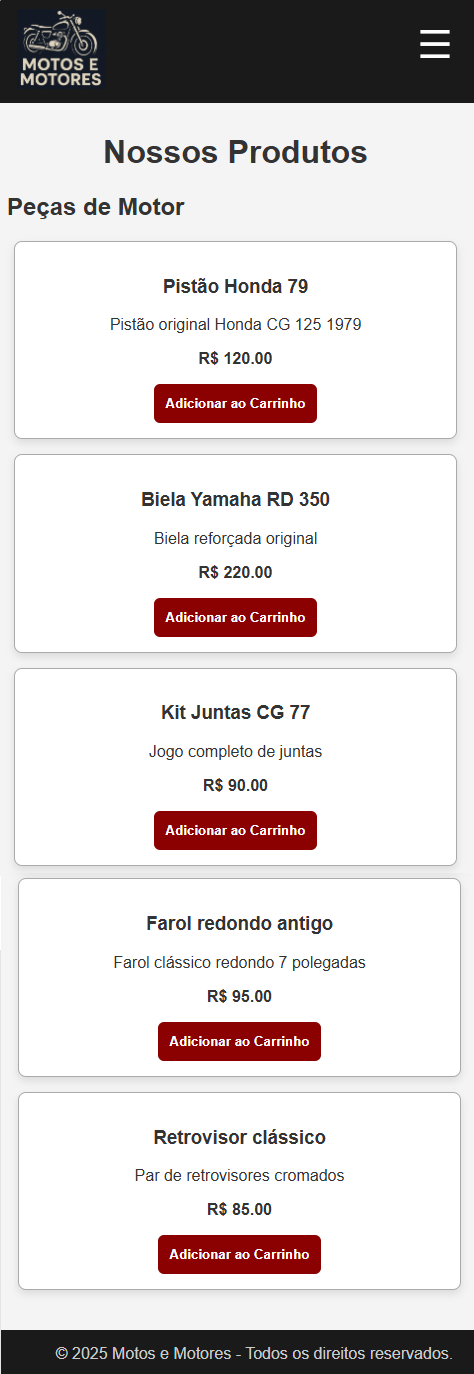 MOTOS E
MOTORES
Nossos Produtos
Peças de Motor
Pistão Honda 79
Pistão original Honda CG 125 1979
R$ 120.00
Adicionar ao Carrinho
Biela Yamaha RD 350
Biela reforçada original
R$ 220.00
Adicionar ao Carrinho
Kit Juntas CG 77
Jogo completo de juntas
R$ 90.00
Adicionar ao Carrinho
Farol redondo antigo
Farol clássico redondo 7 polegadas
R$ 95.00
Adicionar ao Carrinho
Retrovisor clássico
Par de retrovisores cromados
R$ 85.00
Adicionar ao Carrinho
© 2025 Motos e Motores - Todos os direitos reservados.